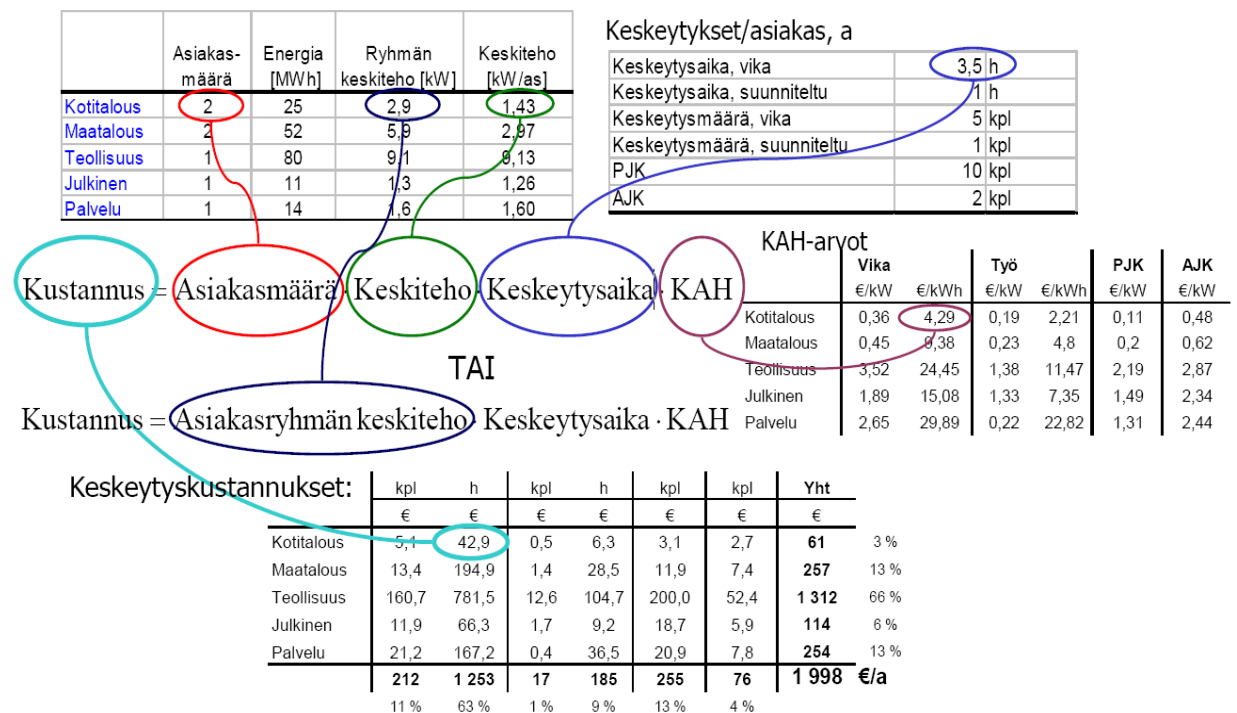 Asiakas- Energia Ryhmän Keskiteho
määrä [MWh] keskiteho [kW] [kW/as]
Kotitalous 2 25 2,9 1,43
Maatalous 2 52 5,9 2,97
Teollisuus 1 80 9,1 9,13
Julkinen 1 11 1,3 1,26
Palvelu 1 14 1,6 1,60
Keskeytykset/asiakas, a
Keskeytysaika, vika 3,5 h
Keskeytysaika, suunniteltu 1 h
Keskeytysmäärä, vika 5 kpl
Keskeytysmäärä, suunniteltu 1 kpl
PJK 10 kpl
AJK 2 kpl
Kustannus = Asiakasmäärä · Keskiteho · Keskeytysaika · KAH
TAI
Kustannus = Asiakasryhmän keskiteho · Keskeytysaika · KAH
KAH-arvot
Vika Työ PJK AJK
€/kW €/kWh €/kW €/kWh €/kW €/kW
Kotitalous 0,36 4,29 0,19 2,21 0,11 0,48
Maatalous 0,45 9,38 0,23 4,8 0,2 0,62
Teollisuus 3,52 24,45 1,38 11,47 2,19 2,87
Julkinen 1,89 15,08 1,33 7,35 1,49 2,34
Palvelu 2,65 29,89 0,22 22,82 1,31 2,44
Keskeytyskustannukset:
kpl h kpl h kpl kpl Yht
€ € € € € € €
Kotitalous 5,1 42,9 0,5 6,3 3,1 2,7 61 3 %
Maatalous 13,4 194,9 1,4 28,5 11,9 7,4 257 13 %
Teollisuus 160,7 781,5 12,6 104,7 200,0 52,4 1 312 66 %
Julkinen 11,9 66,3 1,7 9,2 18,7 5,9 114 6 %
Palvelu 21,2 167,2 0,4 36,5 20,9 7,8 254 13 %
212 1 253 17 185 255 76 1 998 €/a
11 % 63 % 1 % 9 % 13 % 4 %